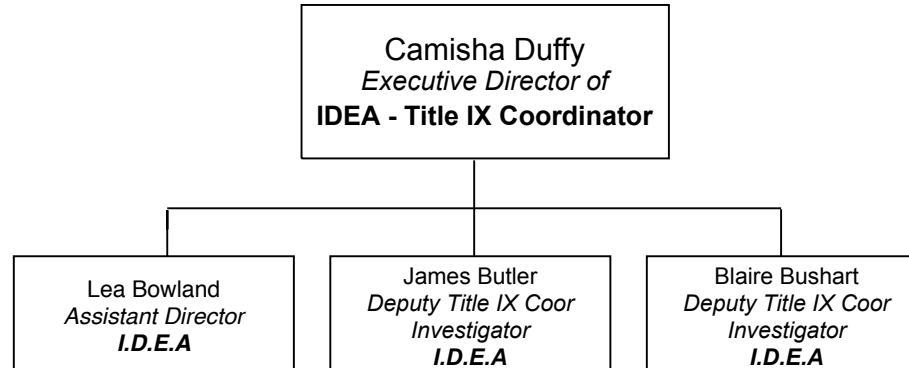 Camisha Duffy
Executive Director of
IDEA - Title IX Coordinator
Lea Bowland
Assistant Director
I.D.E.A
James Butler
Deputy Title IX Coor
Investigator
I.D.E.A
Blaire Bushart
Deputy Title IX Coor
Investigator
I.D.E.A